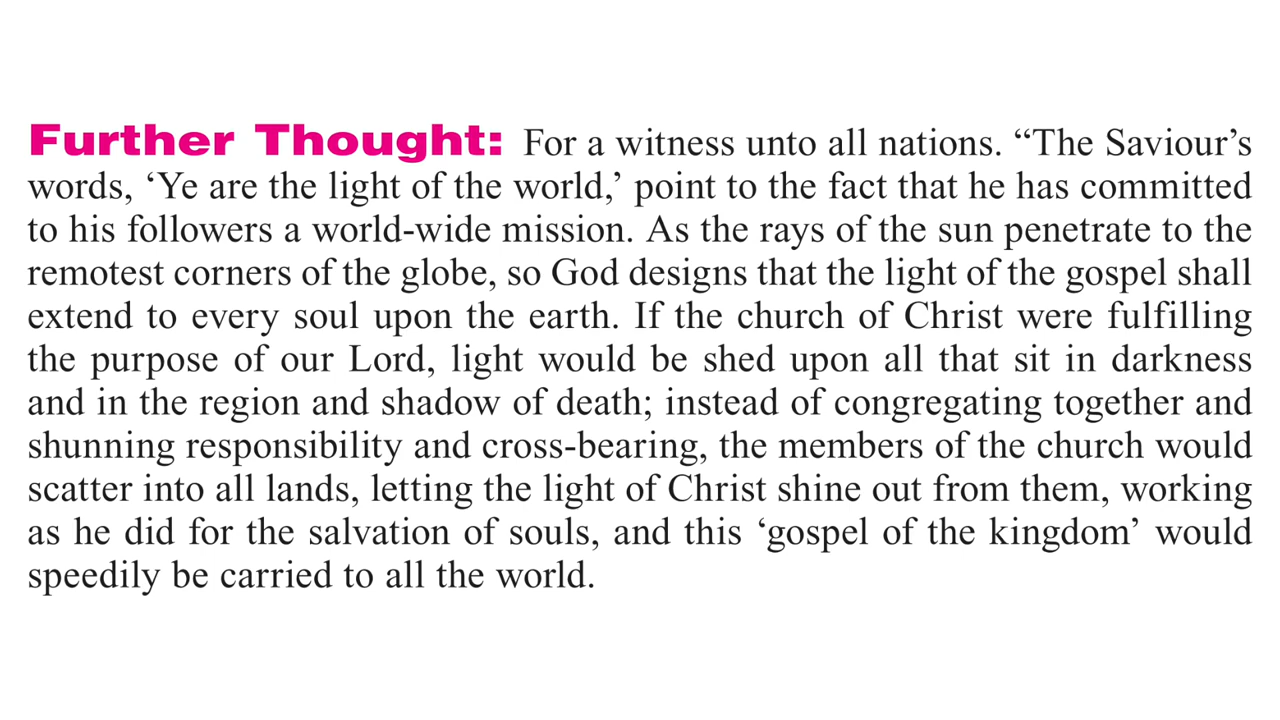 Further Thought: For a witness unto all nations. “The Saviour’s
words, ‘Ye are the light of the world,’ point to the fact that he has committed
to his followers a world-wide mission. As the rays of the sun penetrate to the
remotest corners of the globe, so God designs that the light of the gospel shall
extend to every soul upon the earth. If the church of Christ were fulfilling
the purpose of our Lord, light would be shed upon all that sit in darkness
and in the region and shadow of death; instead of congregating together and
shunning responsibility and cross-bearing, the members of the church would
scatter into all lands, letting the light of Christ shine out from them, working
as he did for the salvation of souls, and this ‘gospel of the kingdom’ would
speedily be carried to all the world.